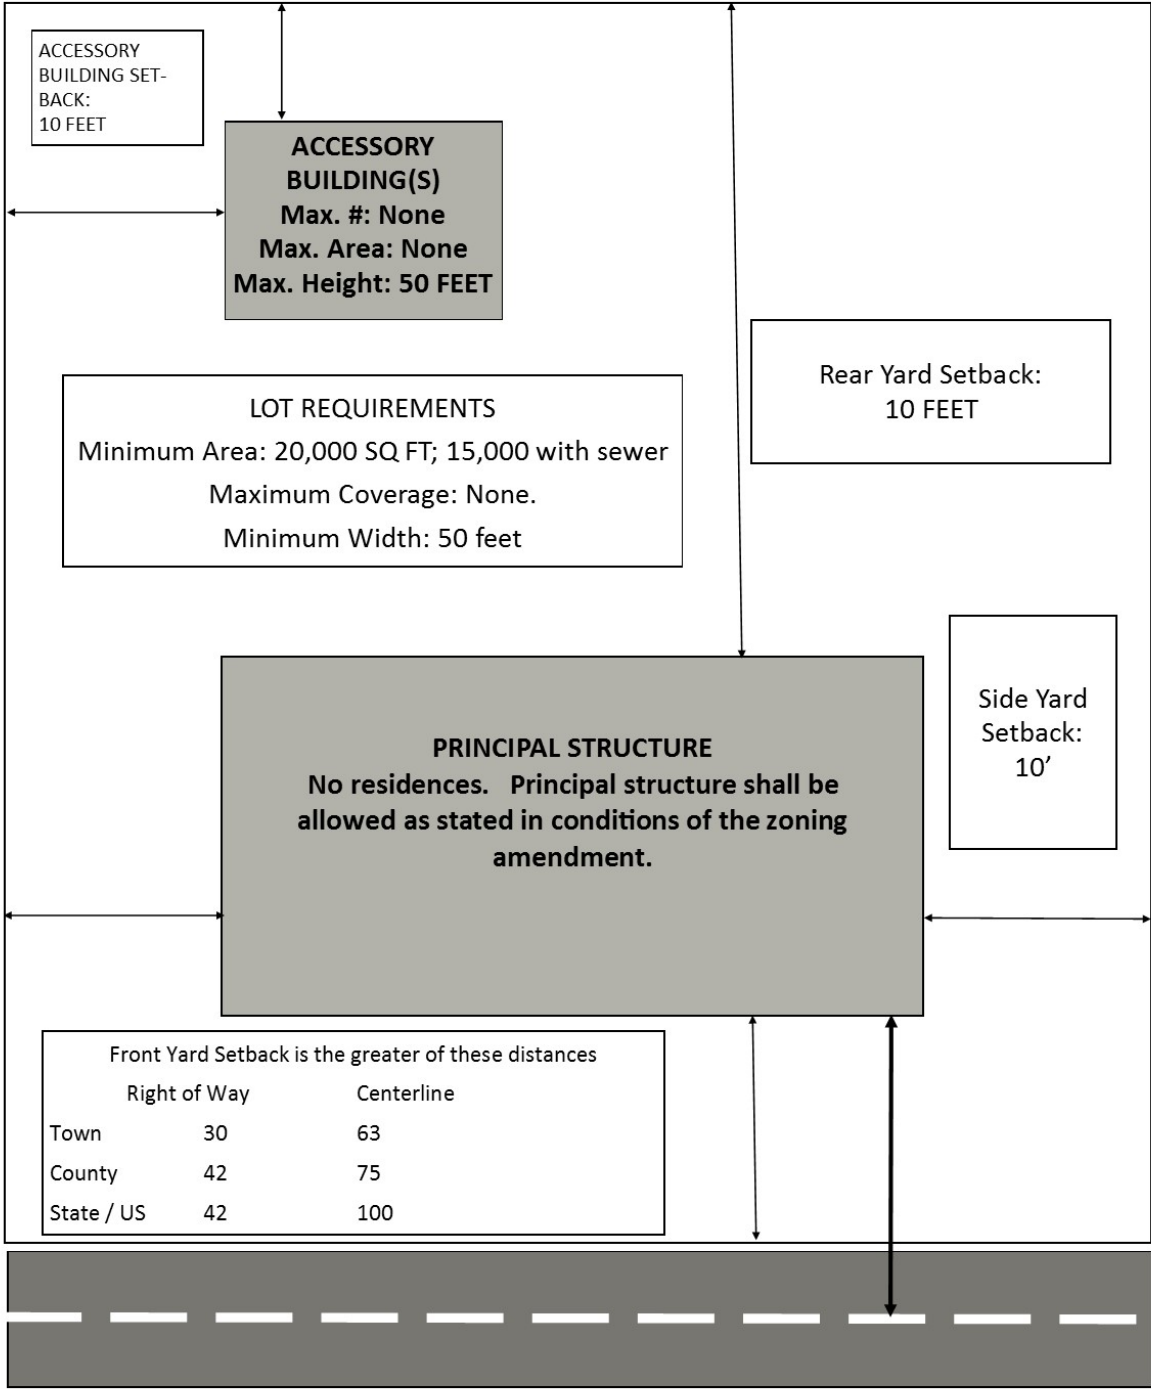 ACCESSORY
BUILDING SET-
BACK:
10 FEET
ACCESSORY
BUILDING(S)
Max. #: None
Max. Area: None
Max. Height: 50 FEET
Rear Yard Setback:
10 FEET
LOT REQUIREMENTS
Minimum Area: 20,000 SQ FT; 15,000 with sewer
Maximum Coverage: None.
Minimum Width: 50 feet
Side Yard
Setback:
10’
PRINCIPAL STRUCTURE
No residences.   Principal structure shall be
allowed as stated in conditions of the zoning
amendment.
Front Yard Setback is the greater of these distances
Right of Way Centerline
Town 30 63
County 42 75
State / US 42 100